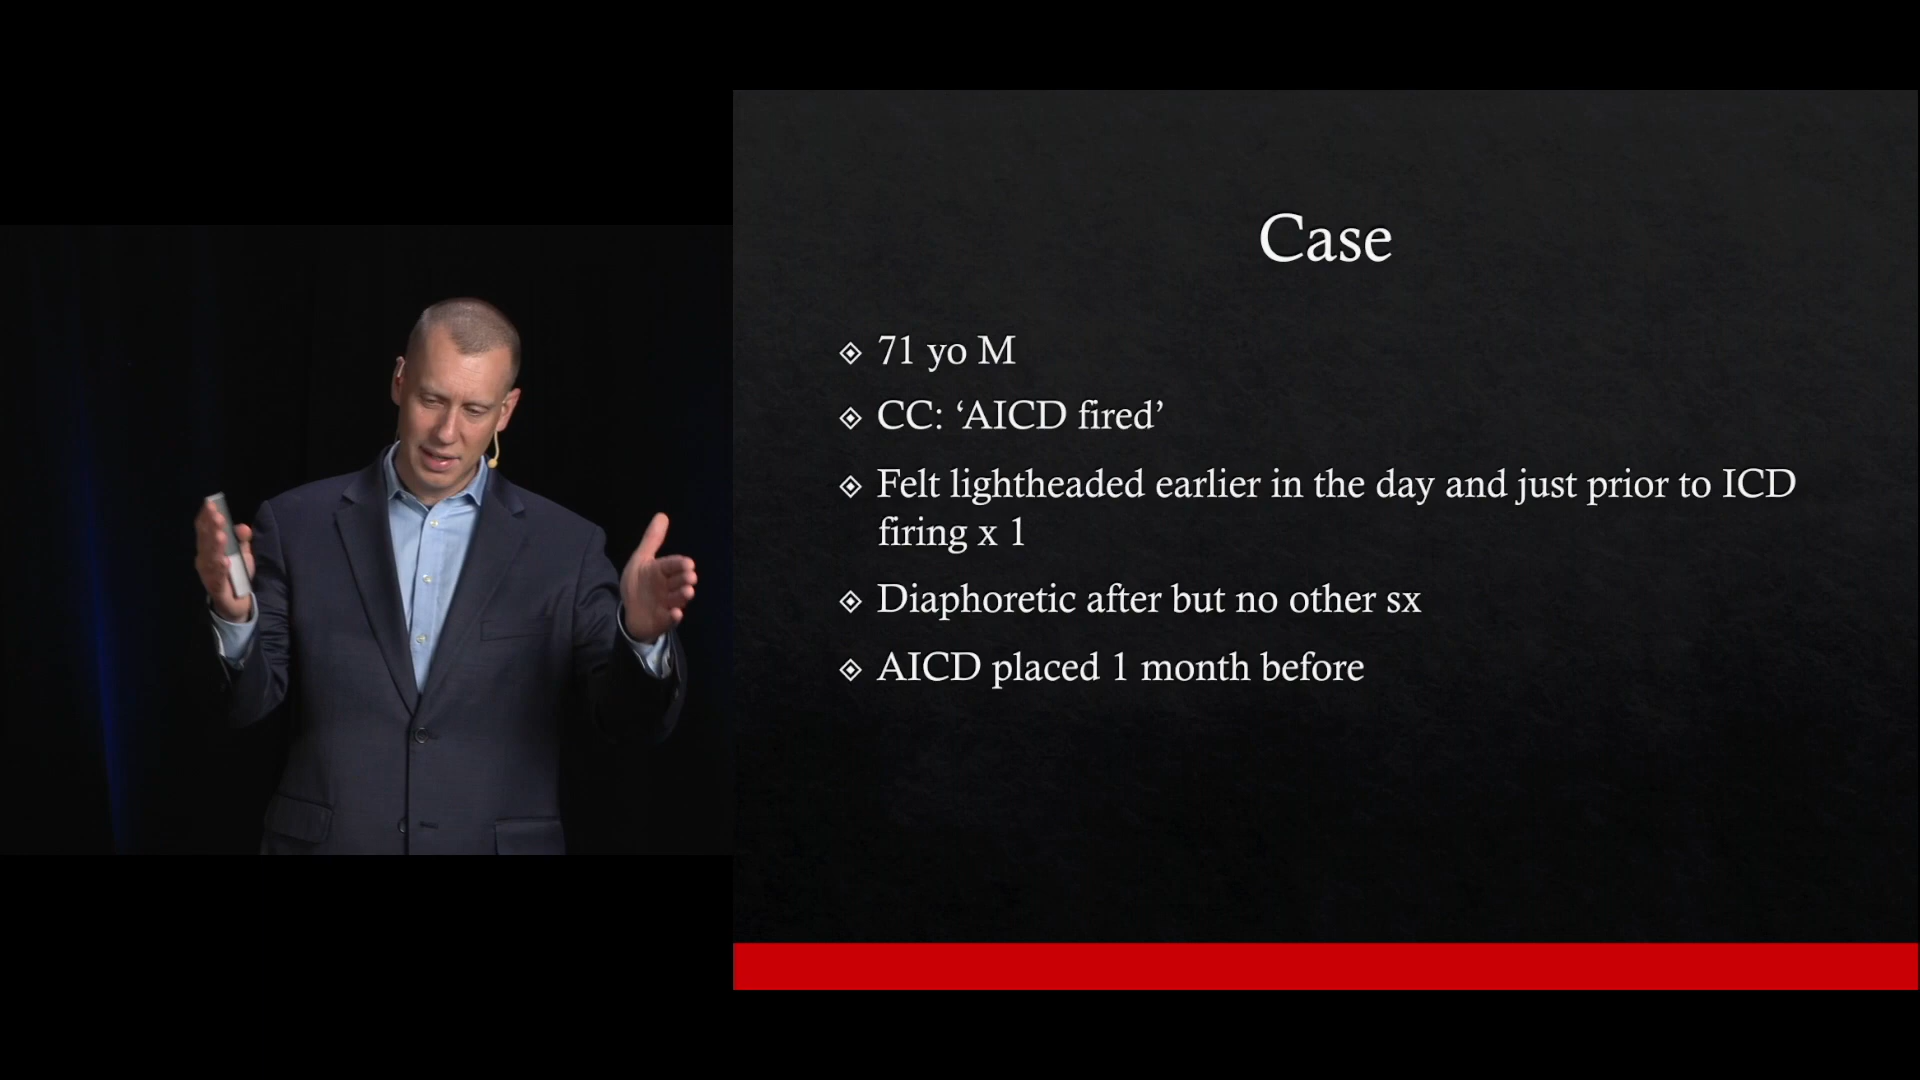 Case
71 yo M
CC: ‘AICD fired’
Felt lightheaded earlier in the day and just prior to ICD
firing x 1
Diaphoretic after but no other sx
AICD placed 1 month before